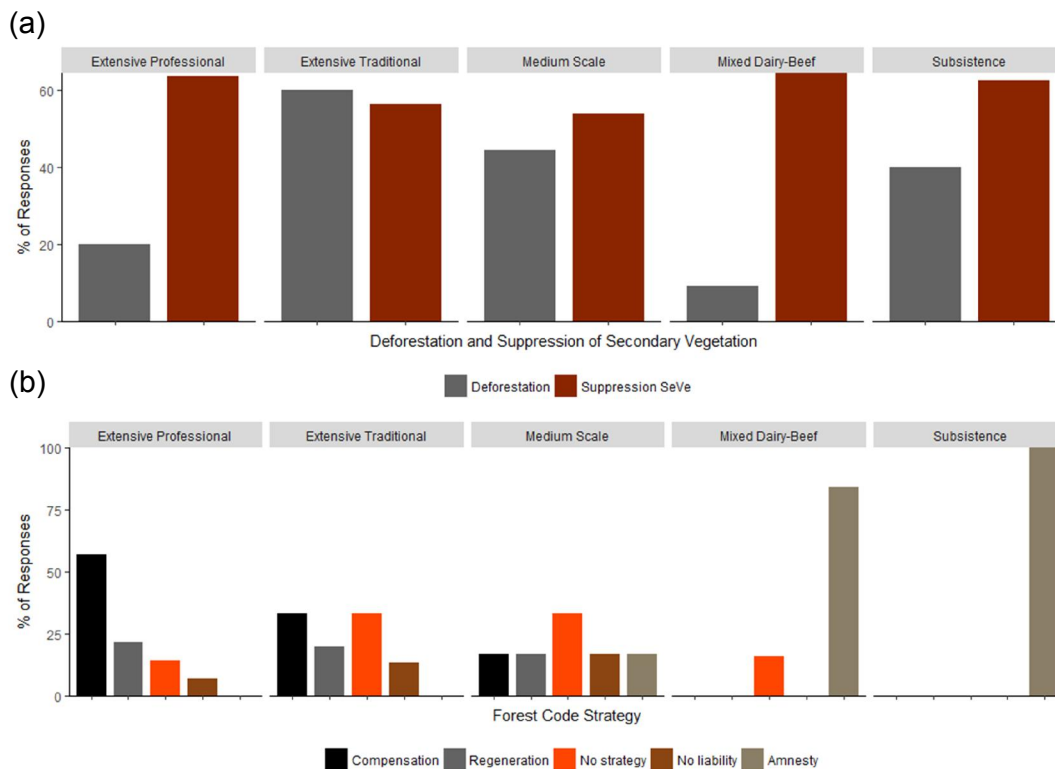 (a)
Extensive Professional Extensive Traditional Medium Scale Mixed Dairy-Beef Subsistence
% of Responses
60
40
20
0
Deforestation and Suppression of Secondary Vegetation
Deforestation Suppression SeVe
(b)
Extensive Professional Extensive Traditional Medium Scale Mixed Dairy-Beef Subsistence
% of Responses
100
75
50
25
0
Forest Code Strategy
Compensation Regeneration No strategy No liability Amnesty